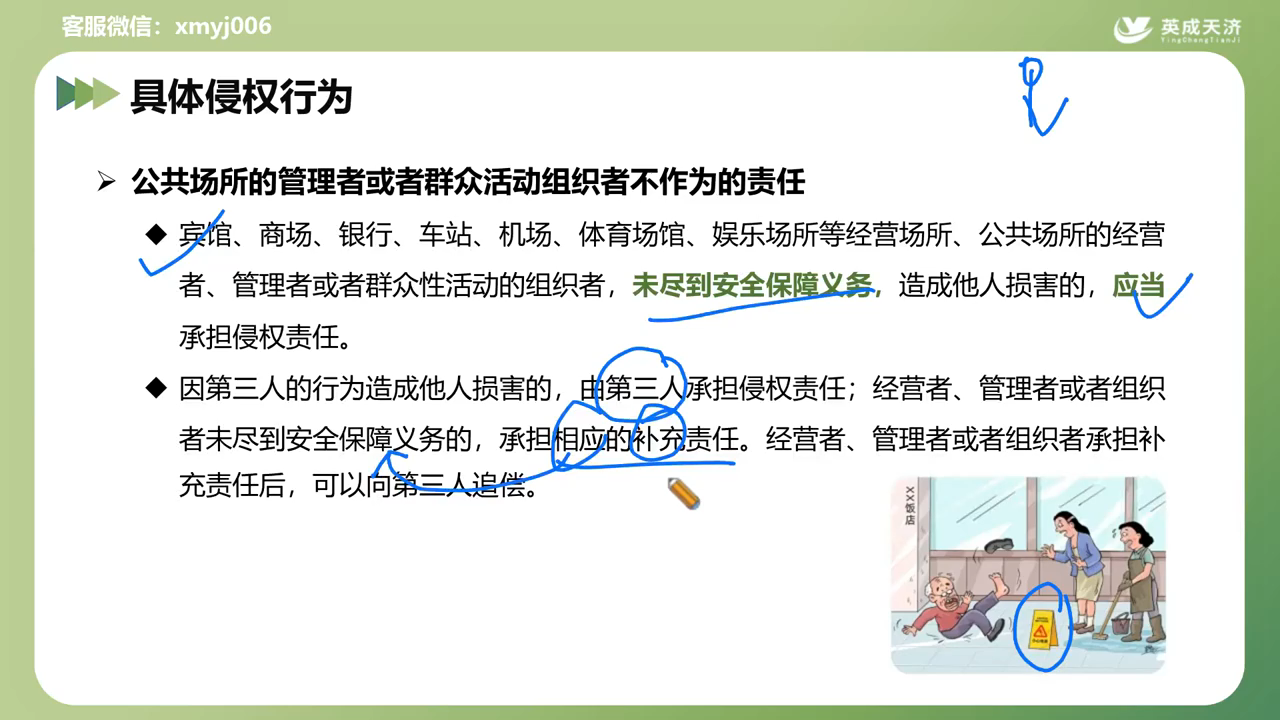 客服微信：xmyj006
英成天济
YingChengTianJi
具体侵权行为
公共场所的管理者或者群众活动组织者不作为的责任
宾馆、商场、银行、车站、机场、体育场馆、娱乐场所等经营场所、公共场所的经营
者、管理者或者群众性活动的组织者，未尽到安全保障义务，造成他人损害的，应当
承担侵权责任。
因第三人的行为造成他人损害的，由第三人承担侵权责任；经营者、管理者或者组织
者未尽到安全保障义务的，承担相应的补充责任。经营者、管理者或者组织者承担补
充责任后，可以向第三人追偿。
XX饭店